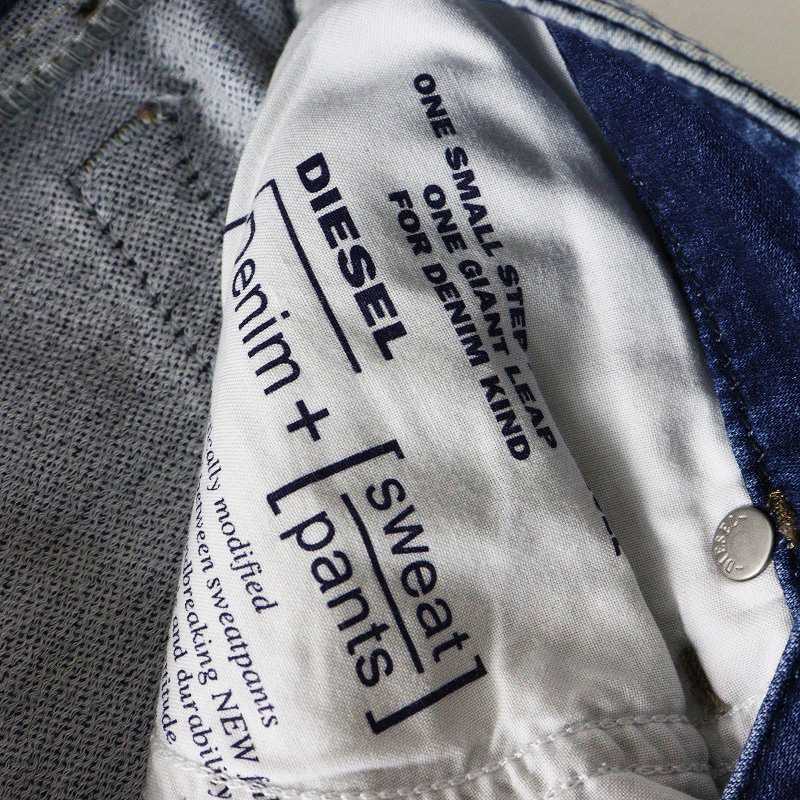 ONE SMALL STEP
ONE GIANT LEAP
FOR DENIM KIND
DIESEL
Denim + [sweat
pants]
modified
between sweatpants
and durability
NEW
DIESEL